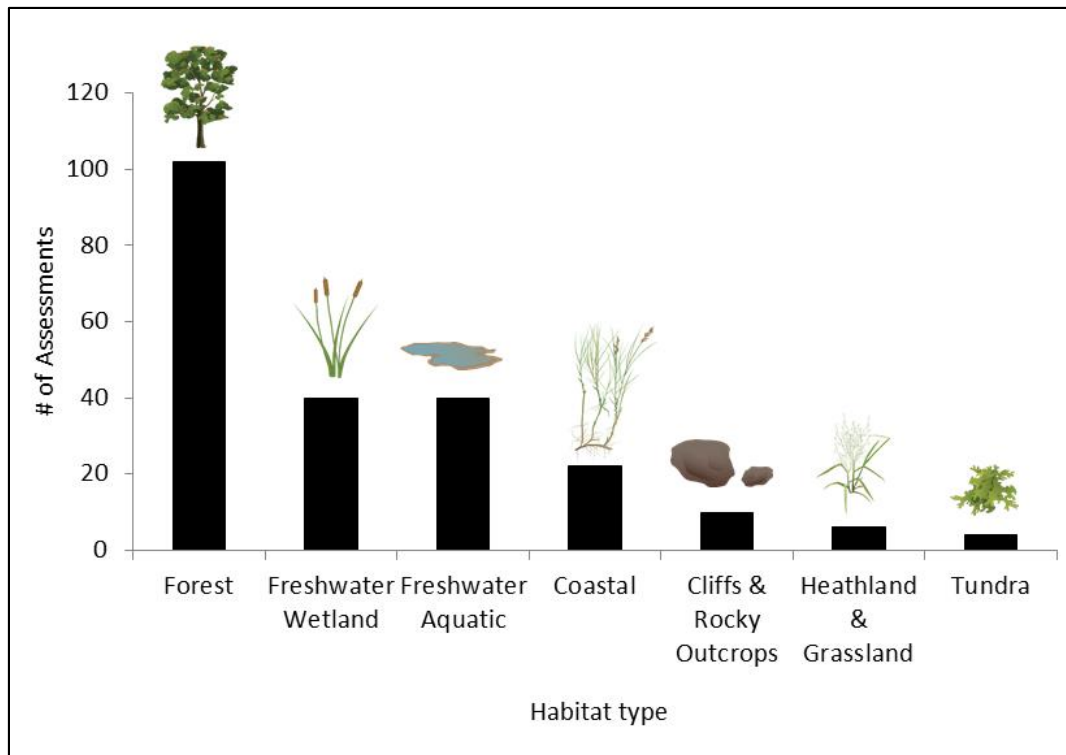 120
100
80
60
40
20
0
# of Assessments
Forest
Freshwater
Wetland
Freshwater
Aquatic
Coastal
Cliffs &
Rocky
Outcrops
Heathland
&
Grassland
Tundra
Habitat type